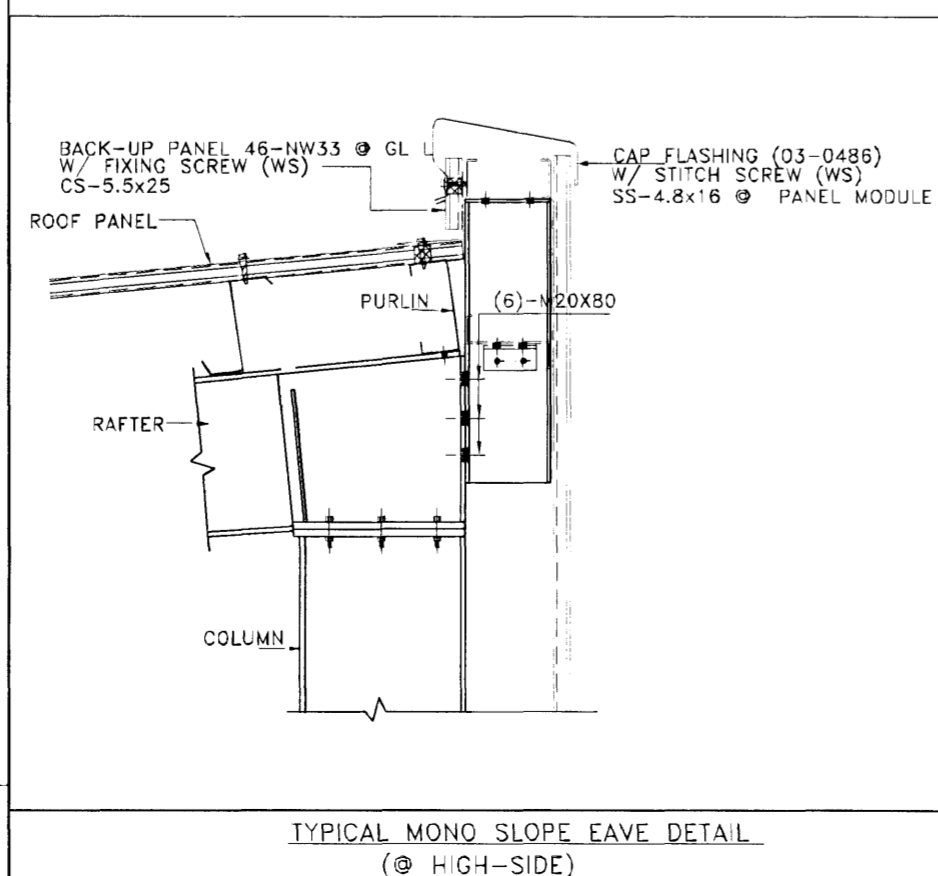 BACK-UP PANEL 46-NW33 @ GL
W/ FIXING SCREW (WS)
CS-5.5x25
CAP FLASHING (03-0486)
W/ STITCH SCREW (WS)
SS-4.8x16 @ PANEL MODULE
ROOF PANEL
PURLIN
(6)-M20X80
RAFTER
COLUMN
TYPICAL MONO SLOPE EAVE DETAIL
(@ HIGH-SIDE)